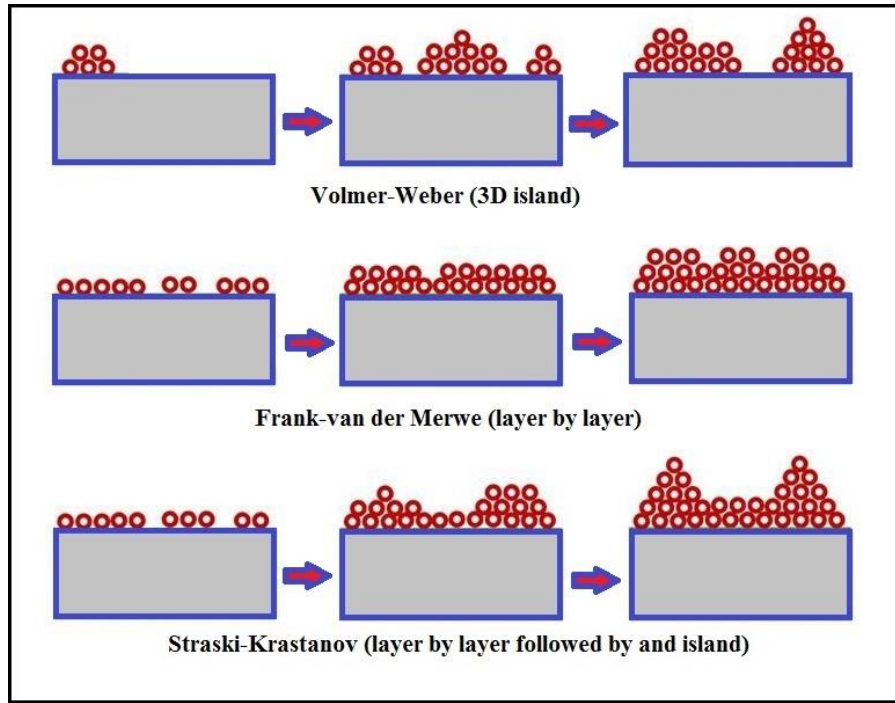 Volmer-Weber (3D island)
Frank-van der Merwe (layer by layer)
Straski-Krastanov (layer by layer followed by and island)